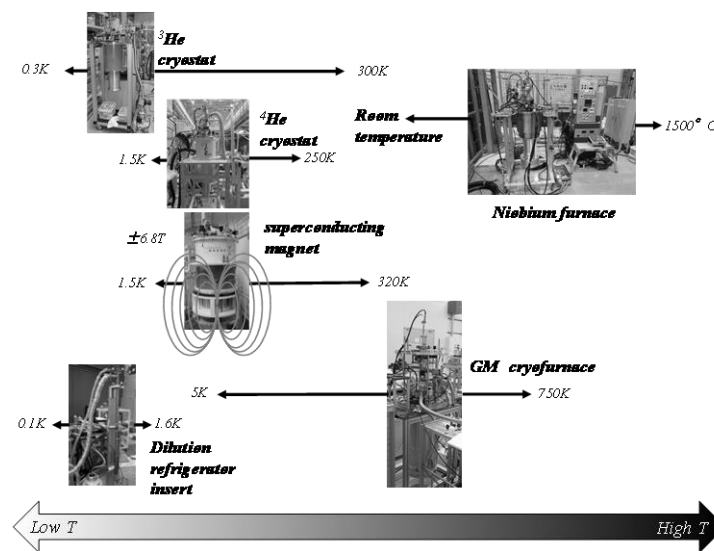 ³He
cryostat
0.3K
300K
⁴He
cryostat
1.5K
250K
Room
temperature
1500° C
Niobium furnace
±6.8T
superconducting
magnet
1.5K
320K
GM cryofurnace
5K
750K
0.1K
1.6K
Dilution
refrigerator
insert
Low T
High T